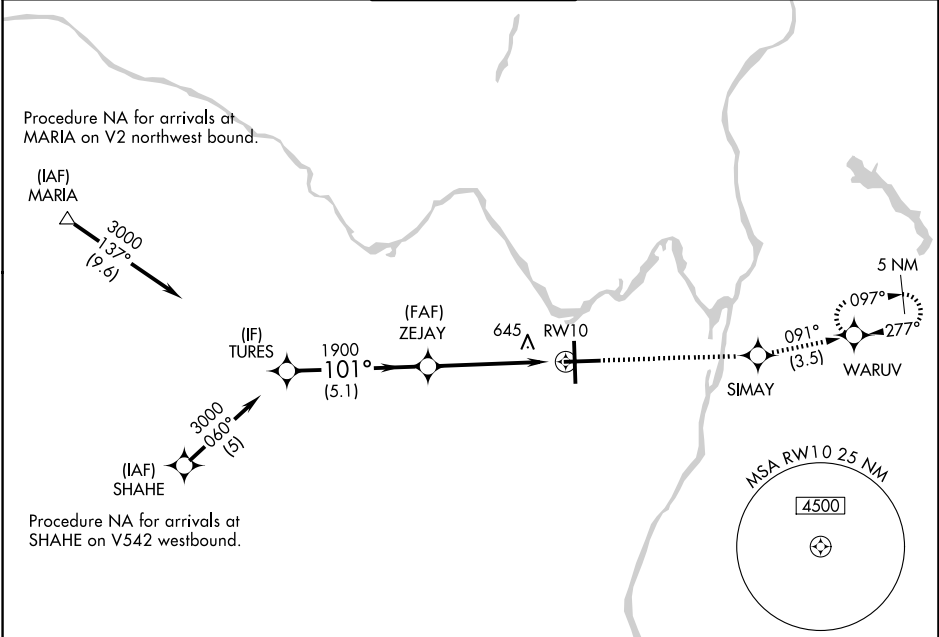 Procedure NA for arrivals at
MARIA on V2 northwest bound.
(IAF)
MARIA
3000
137°
(9.6)
(IF)
TURES
1900
101°
(5.1)
(FAF)
ZEJAY
645
RW10
SIMAY
091°
(3.5)
WARUV
5 NM
097°
277°
3000
060°
(5)
(IAF)
SHAHE
Procedure NA for arrivals at
SHAHE on V542 westbound.
MSA RW10 25 NM
4500